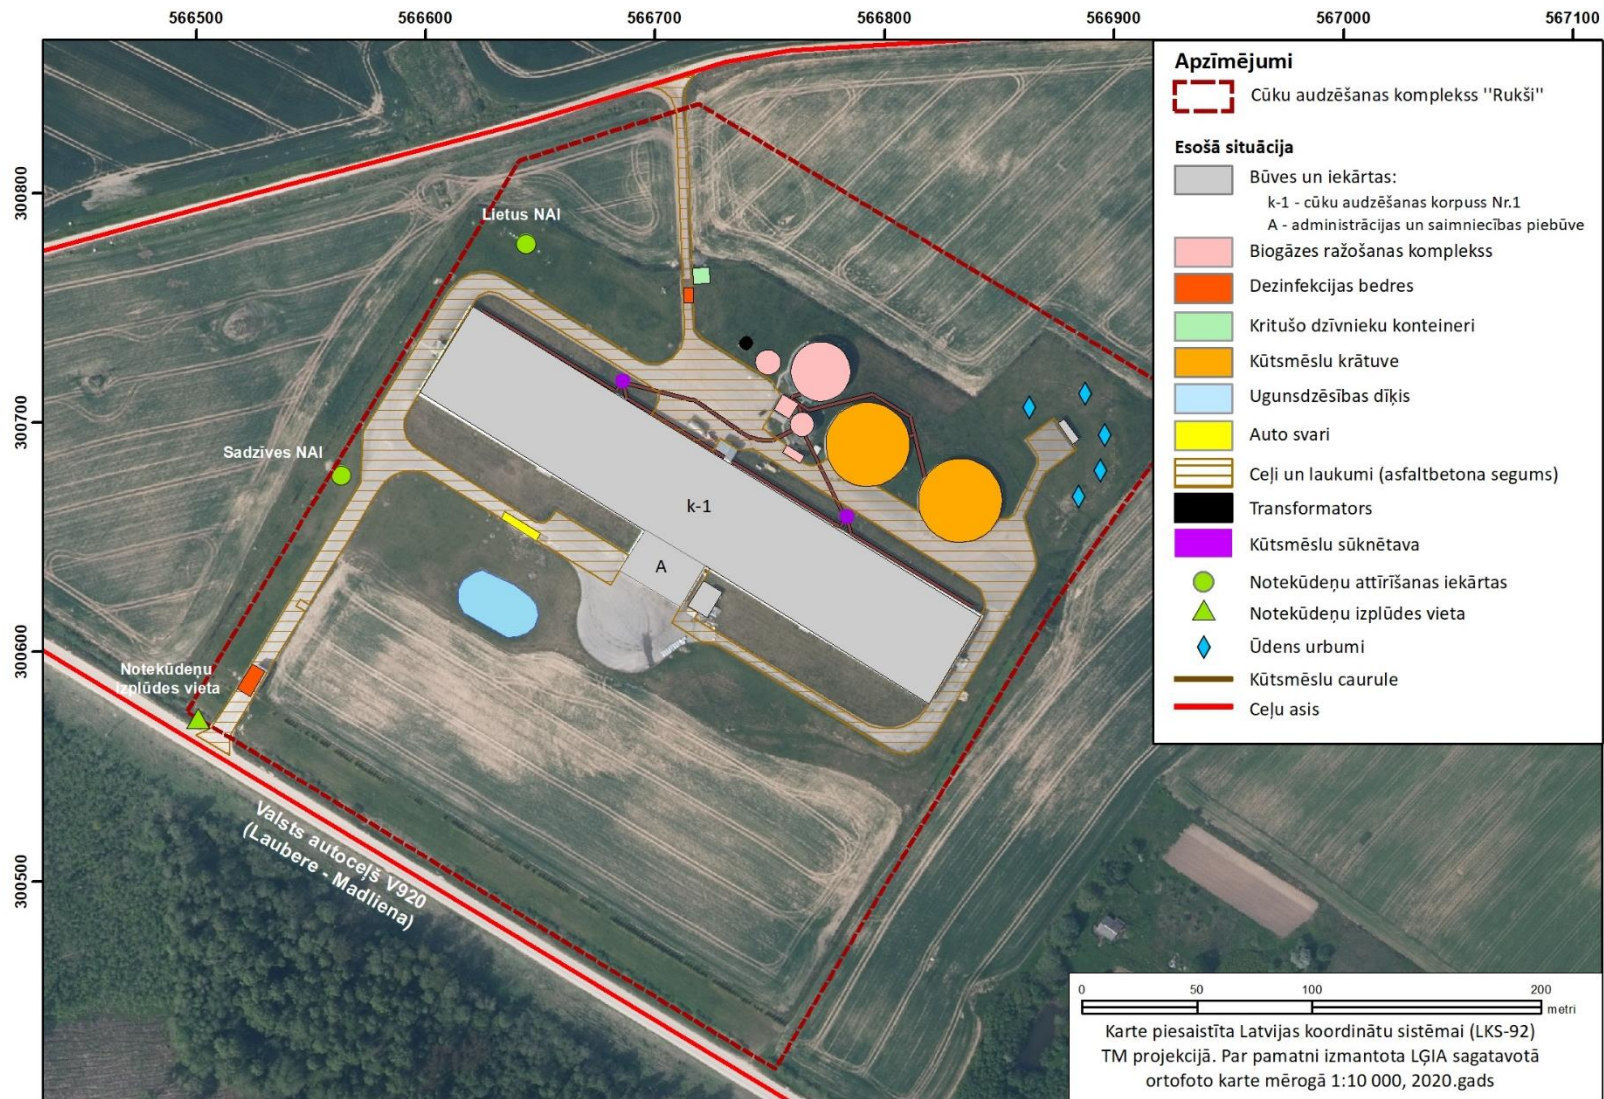 566500 566600 566700 566800 566900 567000 567100
300800
300700
300600
300500
Lietus NAI
Sadzīves NAI
k-1
A
Notekūdeņu
izplūdes vieta
Valsts autoceļš V920
(Laubere - Madliena)
Apzīmējumi
Cūku audzēšanas komplekss "Rukši"
Esošā situācija
Būves un iekārtas:
k-1 - cūku audzēšanas korpuss Nr.1
A - administrācijas un saimniecības piebūve
Biogāzes ražošanas komplekss
Dezinfekcijas bedres
Kritušo dzīvnieku konteineri
Kūtsmēslu krātuve
Ugunsdzēsības dīķis
Auto svari
Ceļi un laukumi (asfaltbetona segums)
Transformators
Kūtsmēslu sūknētava
Notekūdeņu attīrīšanas iekārtas
Notekūdeņu izplūdes vieta
Ūdens urbumi
Kūtsmēslu caurule
Ceļu asis
0 50 100 200
metri
Karte piesaistīta Latvijas koordinātu sistēmai (LKS-92)
TM projekcijā. Par pamatni izmantota LĢIA sagatavotā
ortofoto karte mērogā 1:10 000, 2020.gads